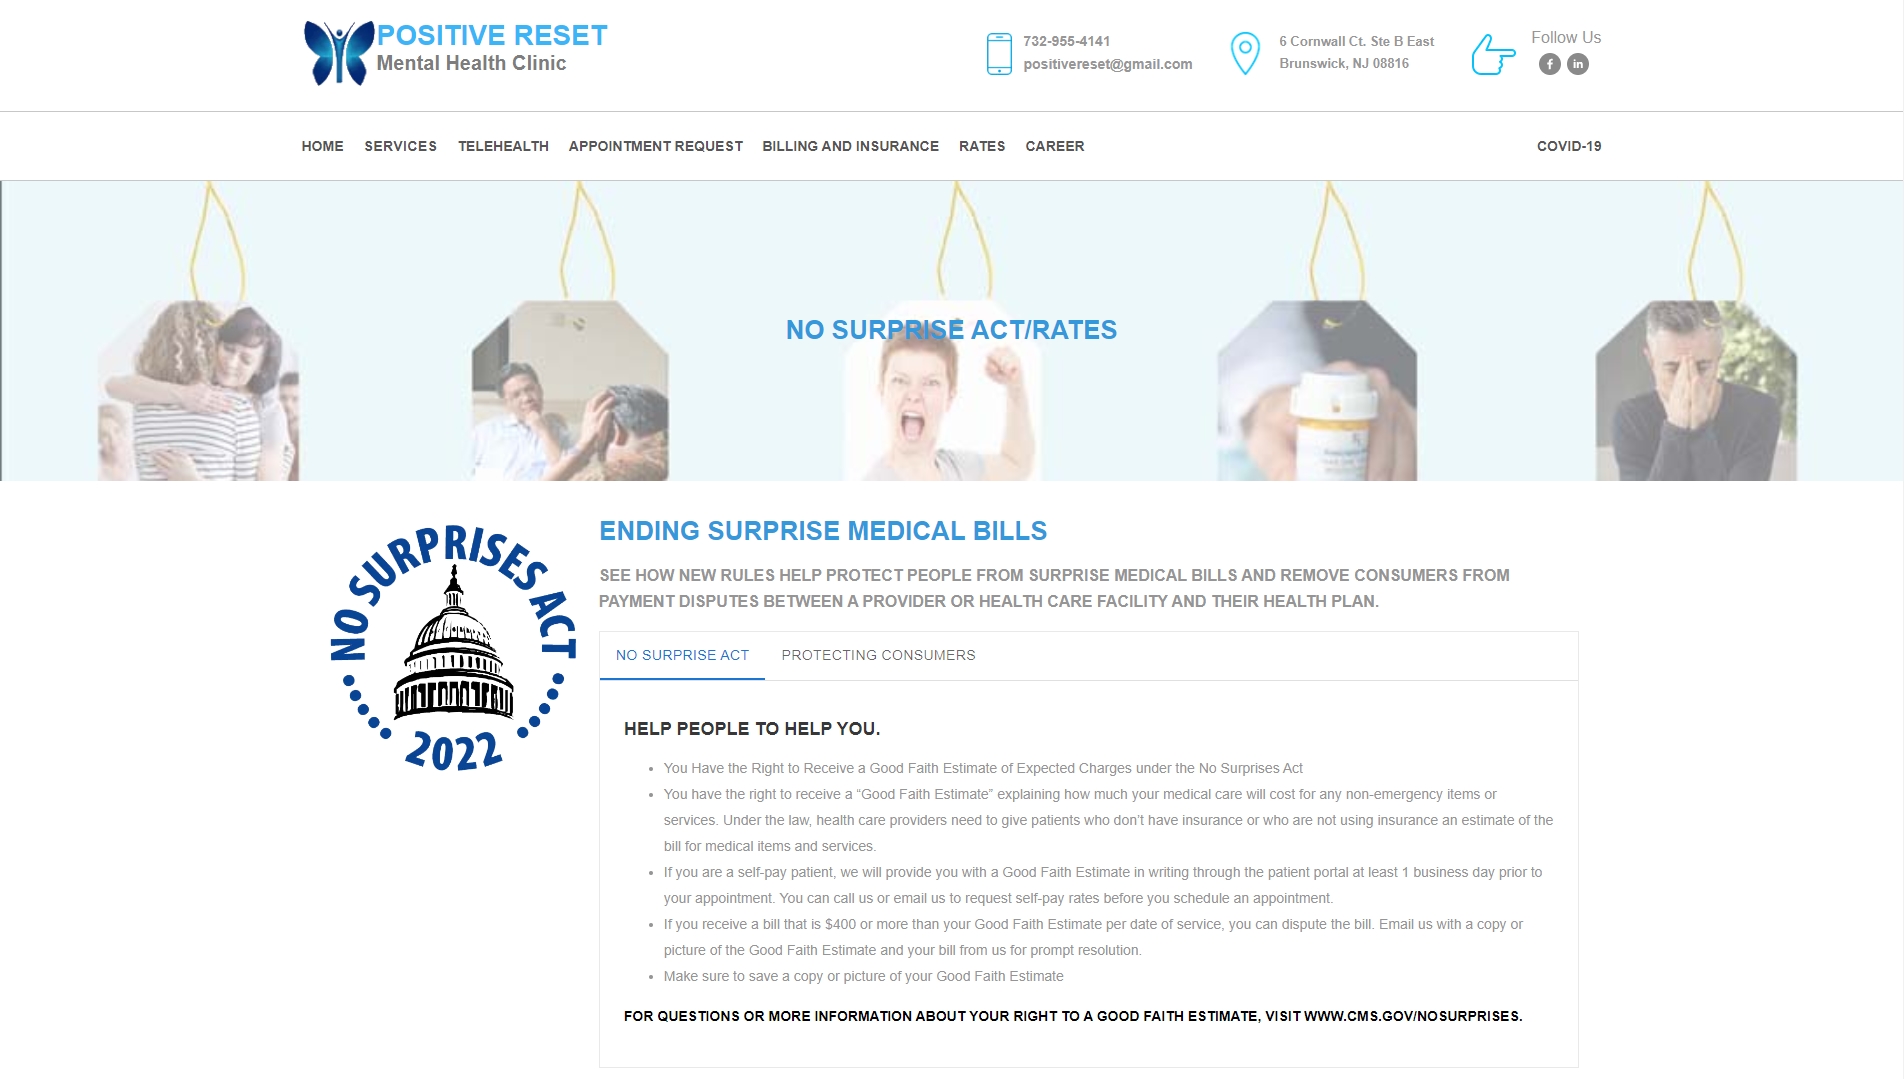 POSITIVE RESET
Mental Health Clinic
732-955-4141
positivereset@gmail.com
6 Cornwall Ct. Ste B East
Brunswick, NJ 08816
Follow Us
HOME SERVICES TELEHEALTH APPOINTMENT REQUEST BILLING AND INSURANCE RATES CAREER COVID-19
NO SURPRISE ACT/RATES
NO SURPRISES ACT
2022
ENDING SURPRISE MEDICAL BILLS
SEE HOW NEW RULES HELP PROTECT PEOPLE FROM SURPRISE MEDICAL BILLS AND REMOVE CONSUMERS FROM
PAYMENT DISPUTES BETWEEN A PROVIDER OR HEALTH CARE FACILITY AND THEIR HEALTH PLAN.
NO SURPRISE ACT PROTECTING CONSUMERS
HELP PEOPLE TO HELP YOU.
• You Have the Right to Receive a Good Faith Estimate of Expected Charges under the No Surprises Act
• You have the right to receive a “Good Faith Estimate” explaining how much your medical care will cost for any non-emergency items or
services. Under the law, health care providers need to give patients who don’t have insurance or who are not using insurance an estimate of the
bill for medical items and services.
• If you are a self-pay patient, we will provide you with a Good Faith Estimate in writing through the patient portal at least 1 business day prior to
your appointment. You can call us or email us to request self-pay rates before you schedule an appointment.
• If you receive a bill that is $400 or more than your Good Faith Estimate per date of service, you can dispute the bill. Email us with a copy or
picture of the Good Faith Estimate and your bill from us for prompt resolution.
• Make sure to save a copy or picture of your Good Faith Estimate
FOR QUESTIONS OR MORE INFORMATION ABOUT YOUR RIGHT TO A GOOD FAITH ESTIMATE, VISIT WWW.CMS.GOV/NOSURPRISES.